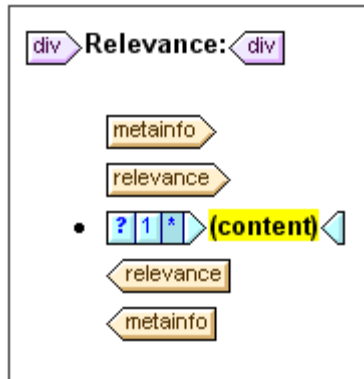 div Relevance: div
metainfo
relevance
• ? 1 * (content)
relevance
metainfo